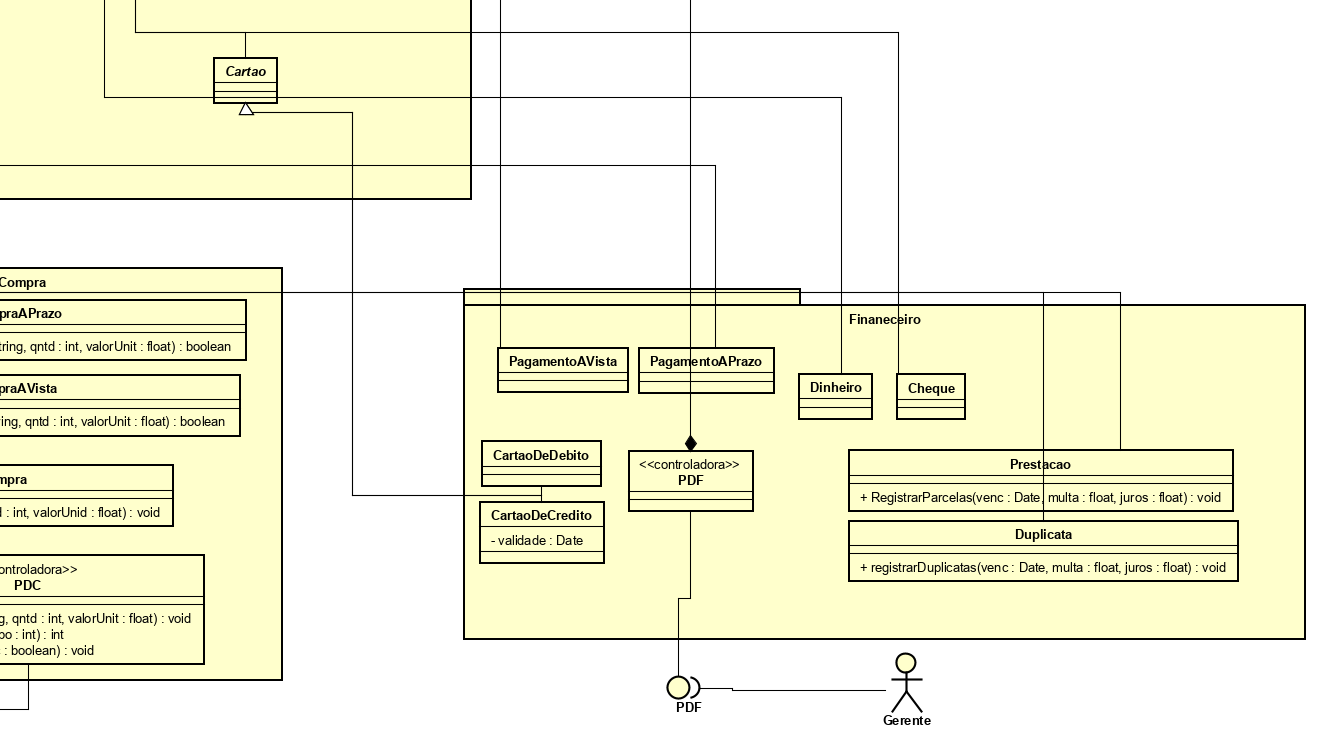 Cartao
Compra
praAPrazo
tring, qntd : int, valorUnit : float) : boolean
praAVista
ring, qntd : int, valorUnit : float) : boolean
mpra
d : int, valorUnid : float) : void
ontroladora>>
PDC
g, qntd : int, valorUnit : float) : void
po : int) : int
: boolean) : void
Finaneceiro
PagamentoAVista
PagamentoAPrazo
Dinheiro
Cheque
CartaoDeDebito
CartaoDeCredito
- validade : Date
<<controladora>>
PDF
Prestacao
+ RegistrarParcelas(venc : Date, multa : float, juros : float) : void
Duplicata
+ registrarDuplicatas(venc : Date, multa : float, juros : float) : void
PDF
Gerente